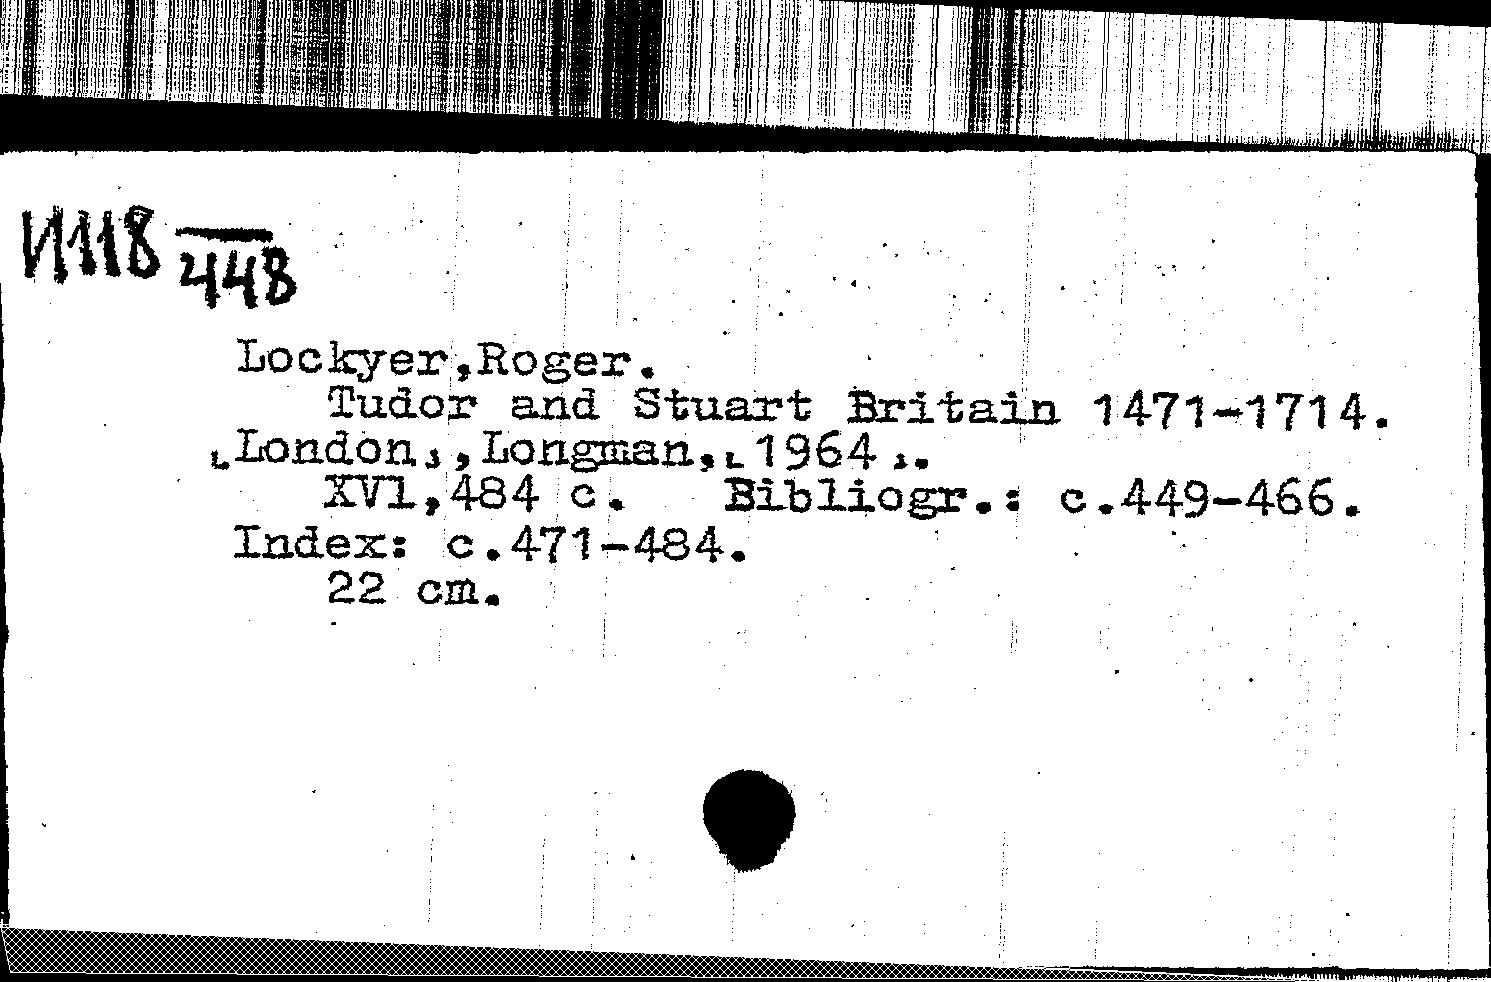 И118 —
448
Lockyer,Roger.
Tudor and Stuart Britain 1471-1714.
[London],Longman,[1964].
XVl,484 c. Bibliogr.: c.449-466.
Index: c.471-484.
22 cm.